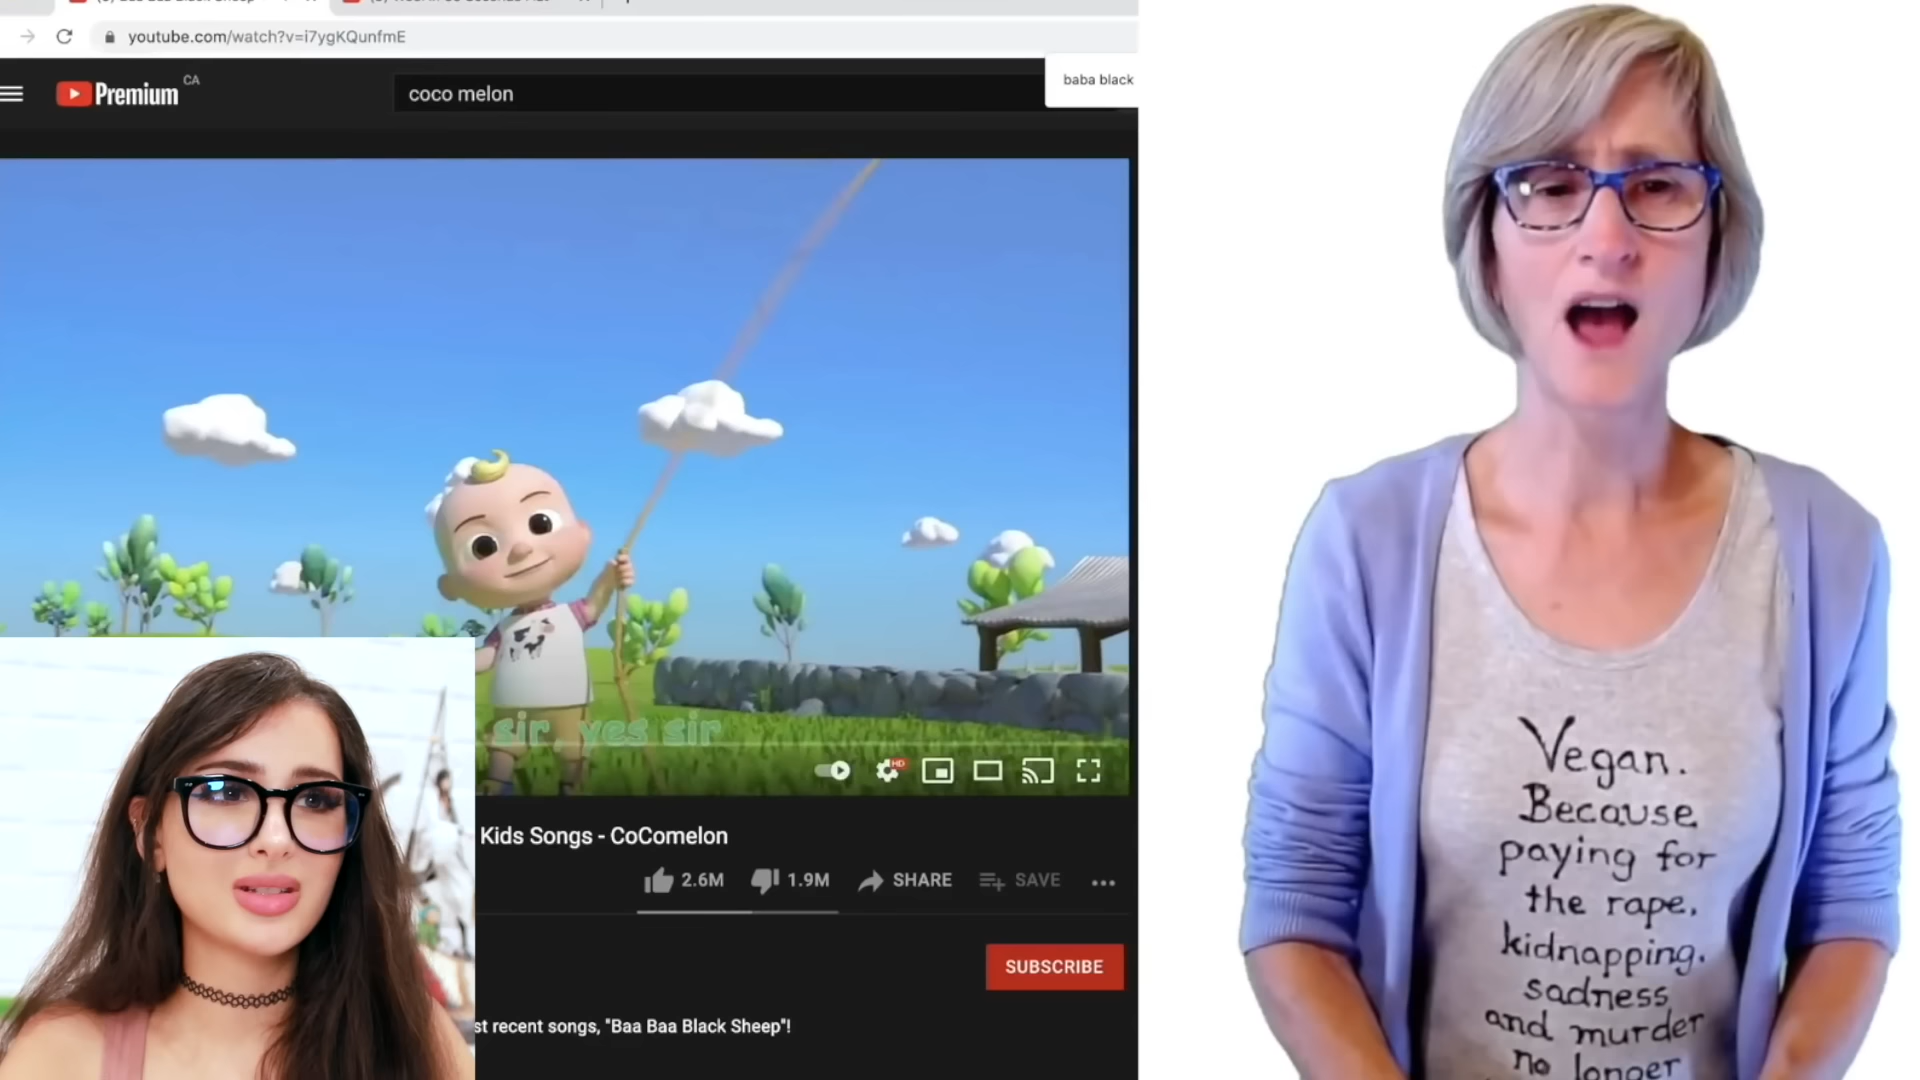 youtube.com/watch?v=i7ygKQunfmE
Premium CA
coco melon
baba black
sir, yes sir
Kids Songs - CoComelon
2.6M 1.9M SHARE SAVE
SUBSCRIBE
st recent songs, "Baa Baa Black Sheep"!
Vegan.
Because
paying for
the rape,
kidnapping,
sadness
and murder
no longer